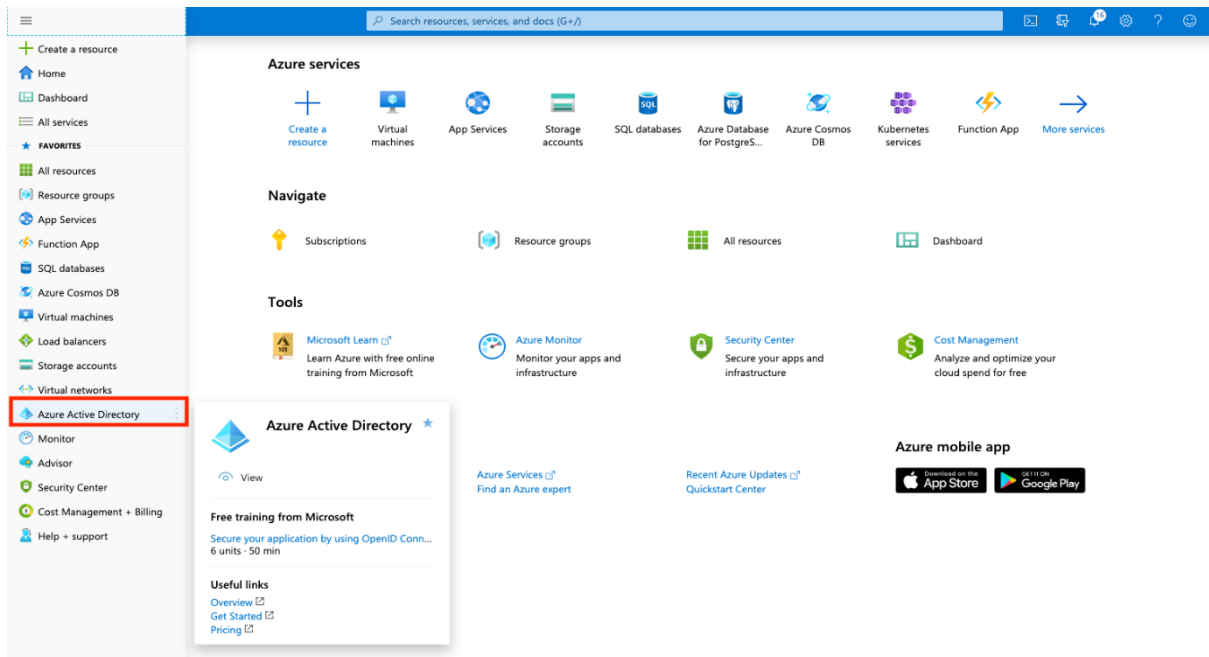 Search resources, services, and docs (G+/)
16
Create a resource
Home
Dashboard
All services
FAVORITES
All resources
Resource groups
App Services
Function App
SQL databases
Azure Cosmos DB
Virtual machines
Load balancers
Storage accounts
Virtual networks
Azure Active Directory
Monitor
Advisor
Security Center
Cost Management + Billing
Help + support
Azure services
Create a
resource
Virtual
machines
App Services
Storage
accounts
SQL
SQL databases
Azure Database
for PostgreS...
Azure Cosmos
DB
Kubernetes
services
Function App
More services
Navigate
Subscriptions
Resource groups
All resources
Dashboard
Tools
Microsoft Learn
Learn Azure with free online
training from Microsoft
Azure Monitor
Monitor your apps and
infrastructure
Security Center
Secure your apps and
infrastructure
Cost Management
Analyze and optimize your
cloud spend for free
Azure Active Directory
View
Free training from Microsoft
Secure your application by using OpenID Conn...
6 units · 50 min
Useful links
Overview
Get Started
Pricing
Azure Services
Find an Azure expert
Recent Azure Updates
Quickstart Center
Azure mobile app
Download on the
App Store
GET IT ON
Google Play